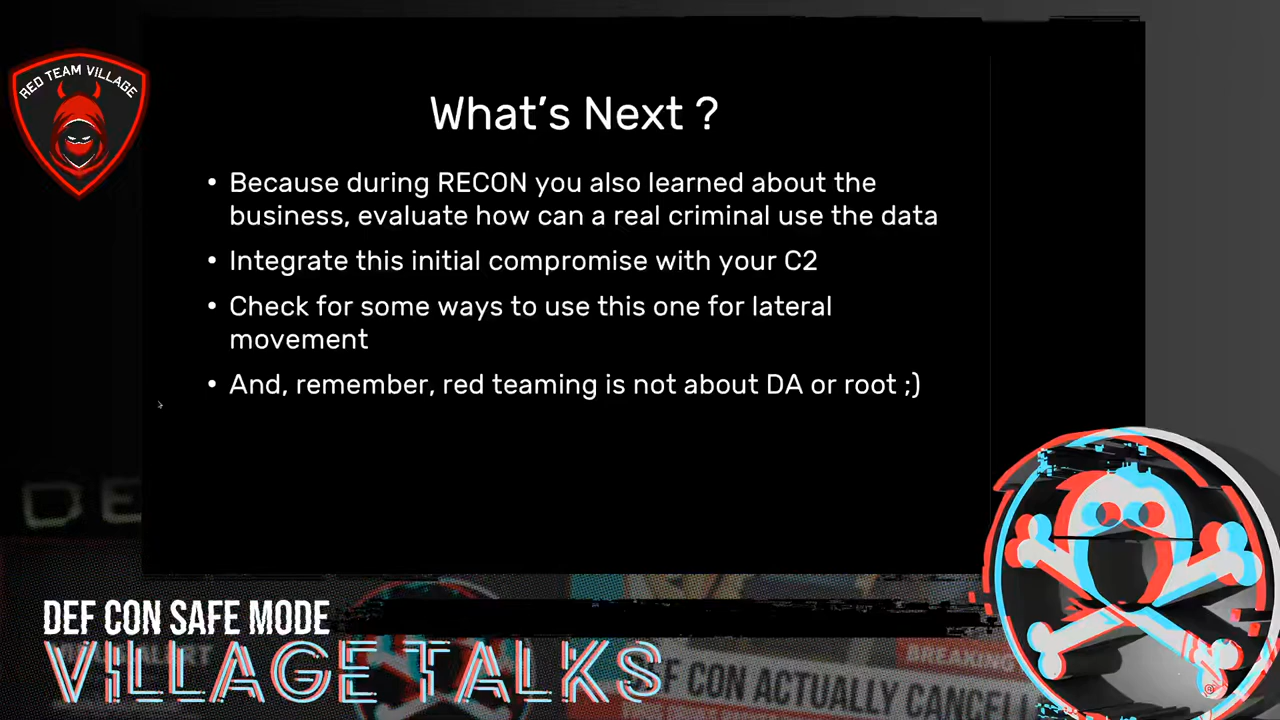 RED TEAM VILLAGE
What's Next ?
• Because during RECON you also learned about the
business, evaluate how can a real criminal use the data
• Integrate this initial compromise with your C2
• Check for some ways to use this one for lateral
movement
• And, remember, red teaming is not about DA or root ;)
DE
DEF CON SAFE MODE
VILLAGE TALKS
BREAKING
DEF CON ACTUALLY CANCEL